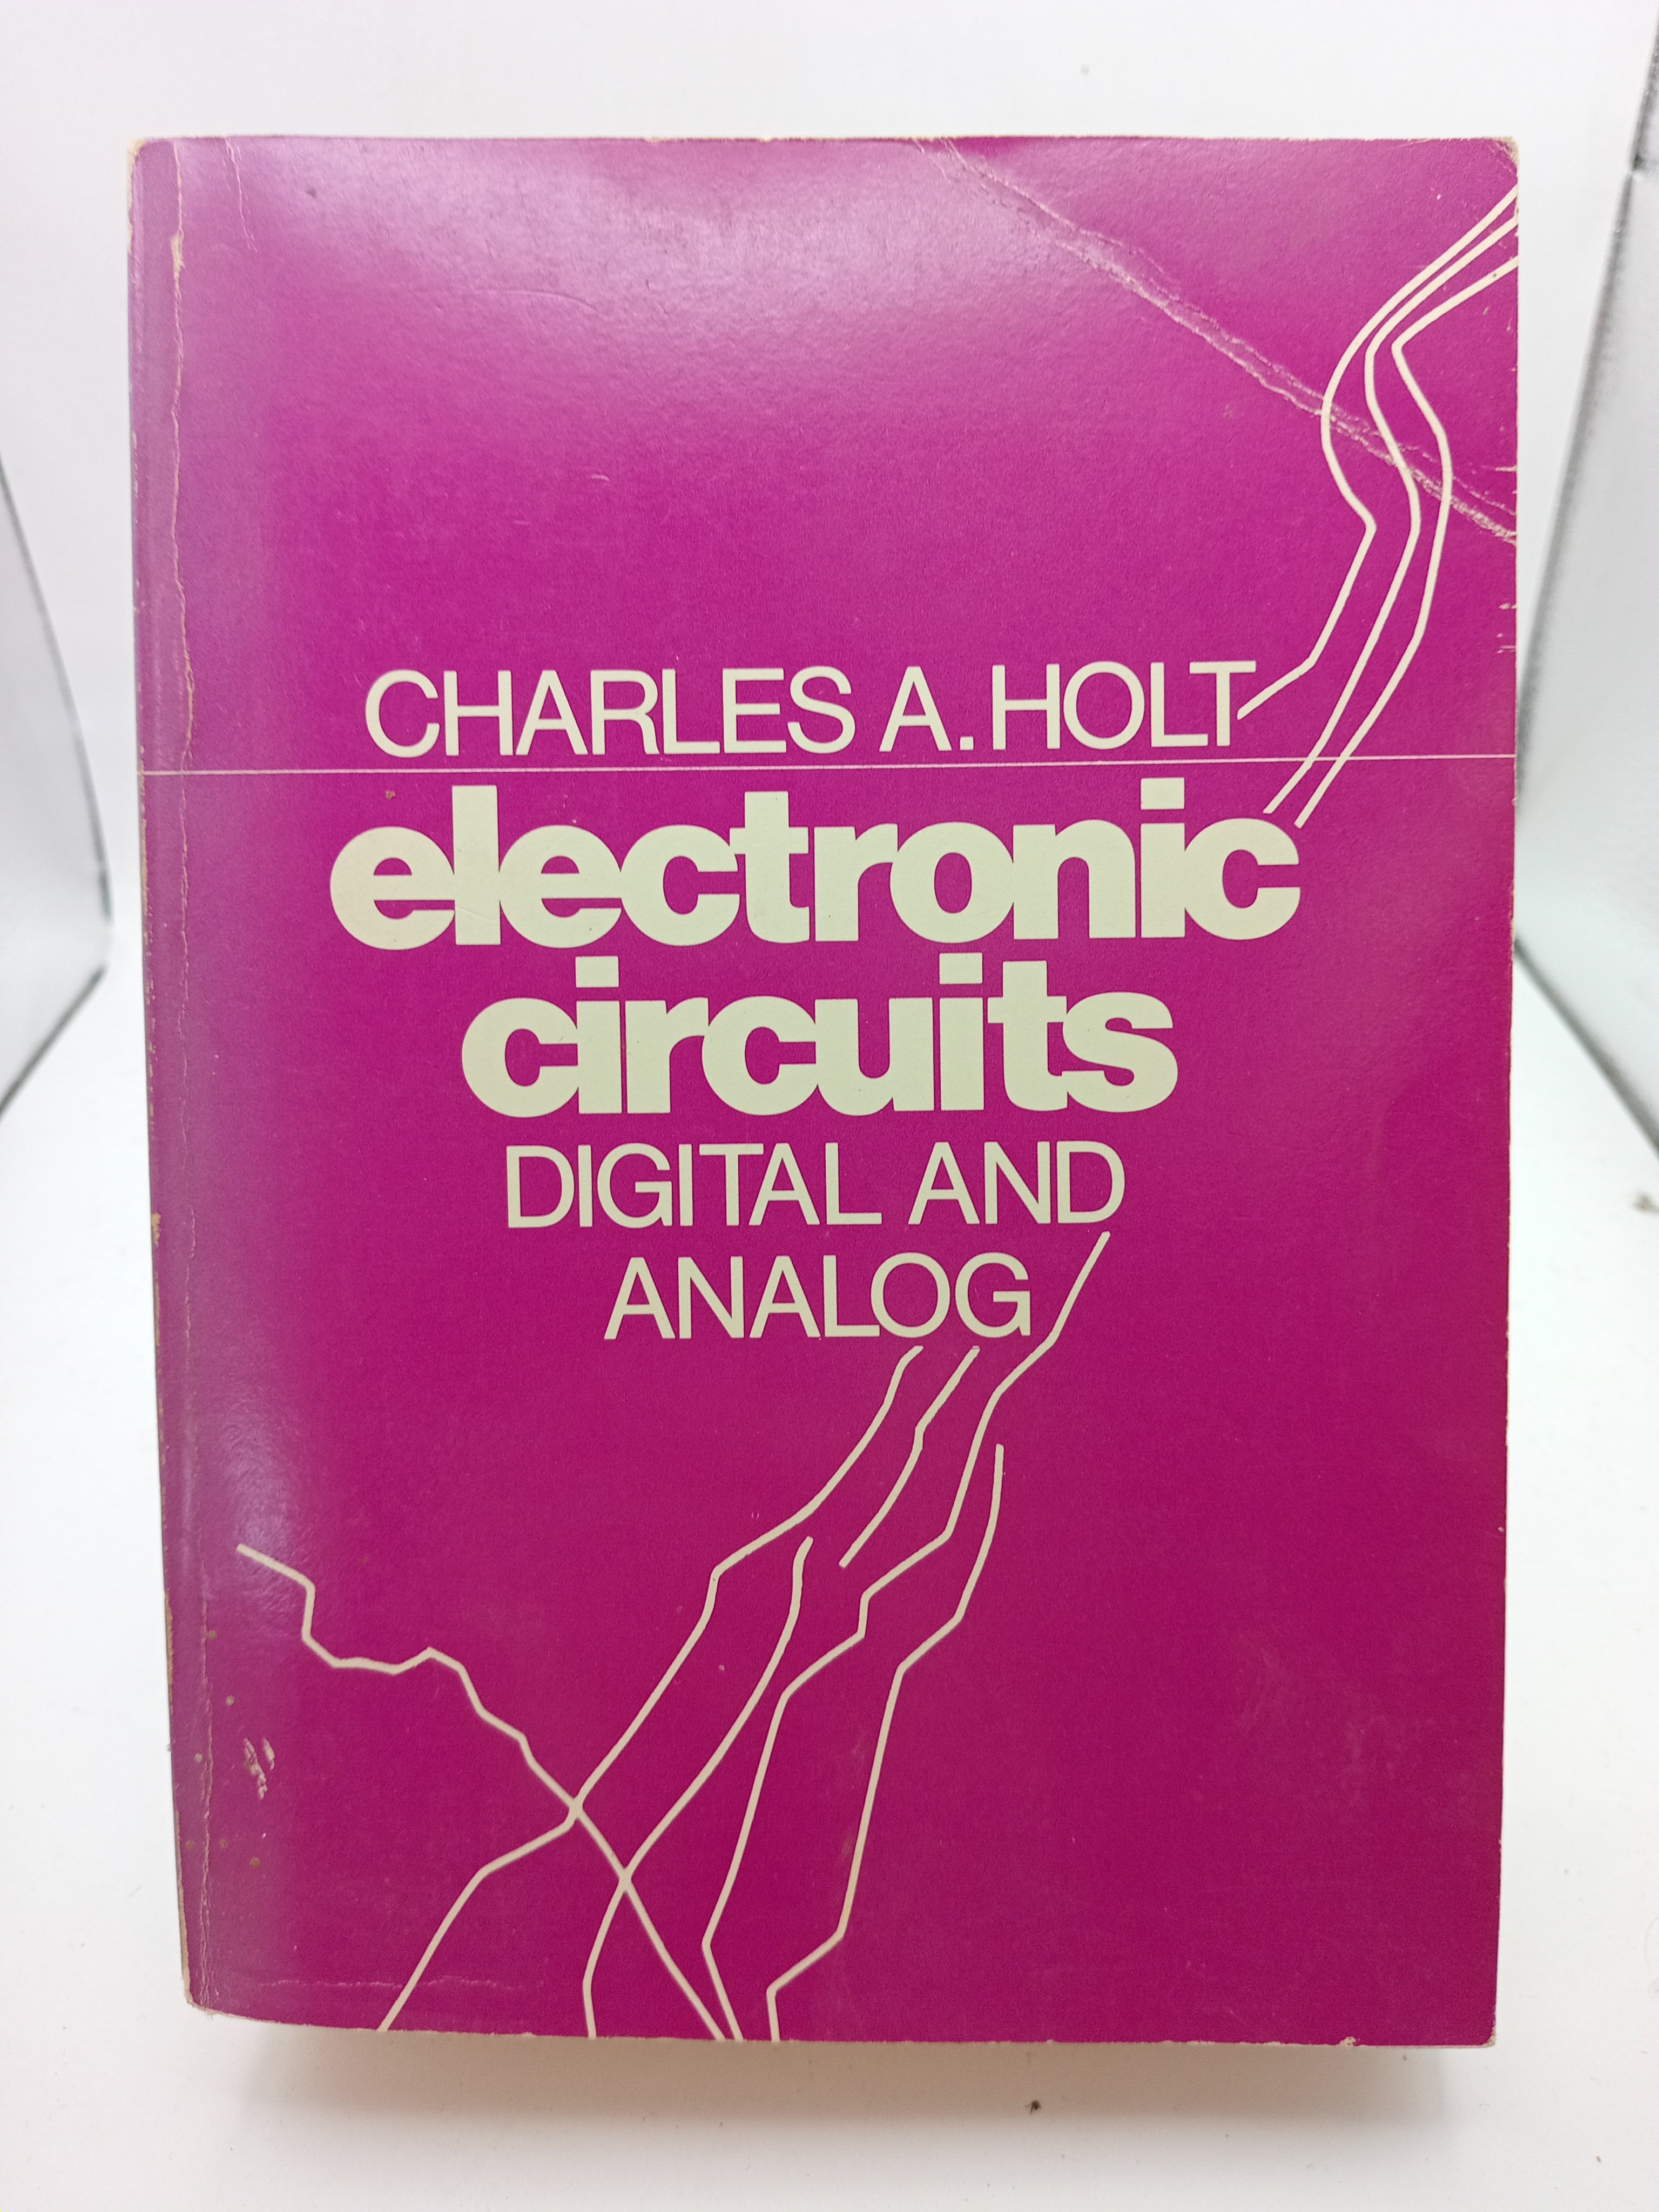 CHARLES A. HOLT
electronic
circuits
DIGITAL AND
ANALOG